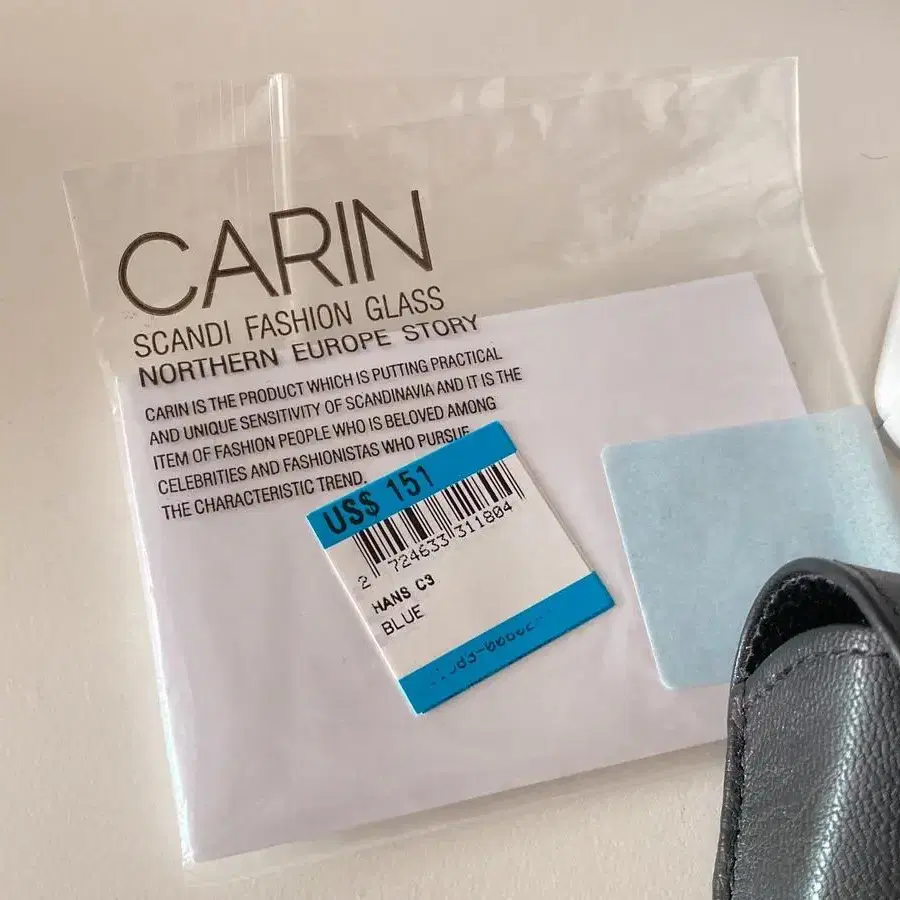 CARIN
SCANDI FASHION GLASS
NORTHERN EUROPE STORY
CARIN IS THE PRODUCT WHICH IS PUTTING PRACTICAL
AND UNIQUE SENSITIVITY OF SCANDINAVIA AND IT IS THE
ITEM OF FASHION PEOPLE WHO IS BELOVED AMONG
CELEBRITIES AND FASHIONISTAS WHO PURSUE
THE CHARACTERISTIC TREND.
US$ 151
2 724633 311804
HANS C3
BLUE